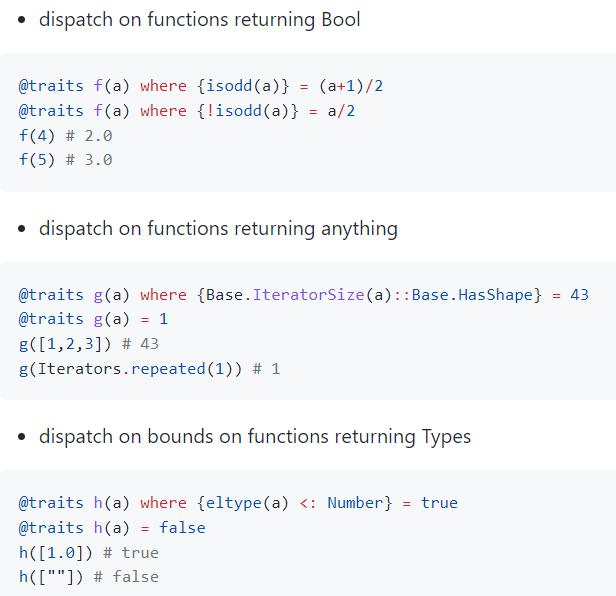 • dispatch on functions returning Bool
@traits f(a) where {isodd(a)} = (a+1)/2
@traits f(a) where {!isodd(a)} = a/2
f(4) # 2.0
f(5) # 3.0
• dispatch on functions returning anything
@traits g(a) where {Base.IteratorSize(a)::Base.HasShape} = 43
@traits g(a) = 1
g([1,2,3]) # 43
g(Iterators.repeated(1)) # 1
• dispatch on bounds on functions returning Types
@traits h(a) where {eltype(a) <: Number} = true
@traits h(a) = false
h([1.0]) # true
h([""]) # false